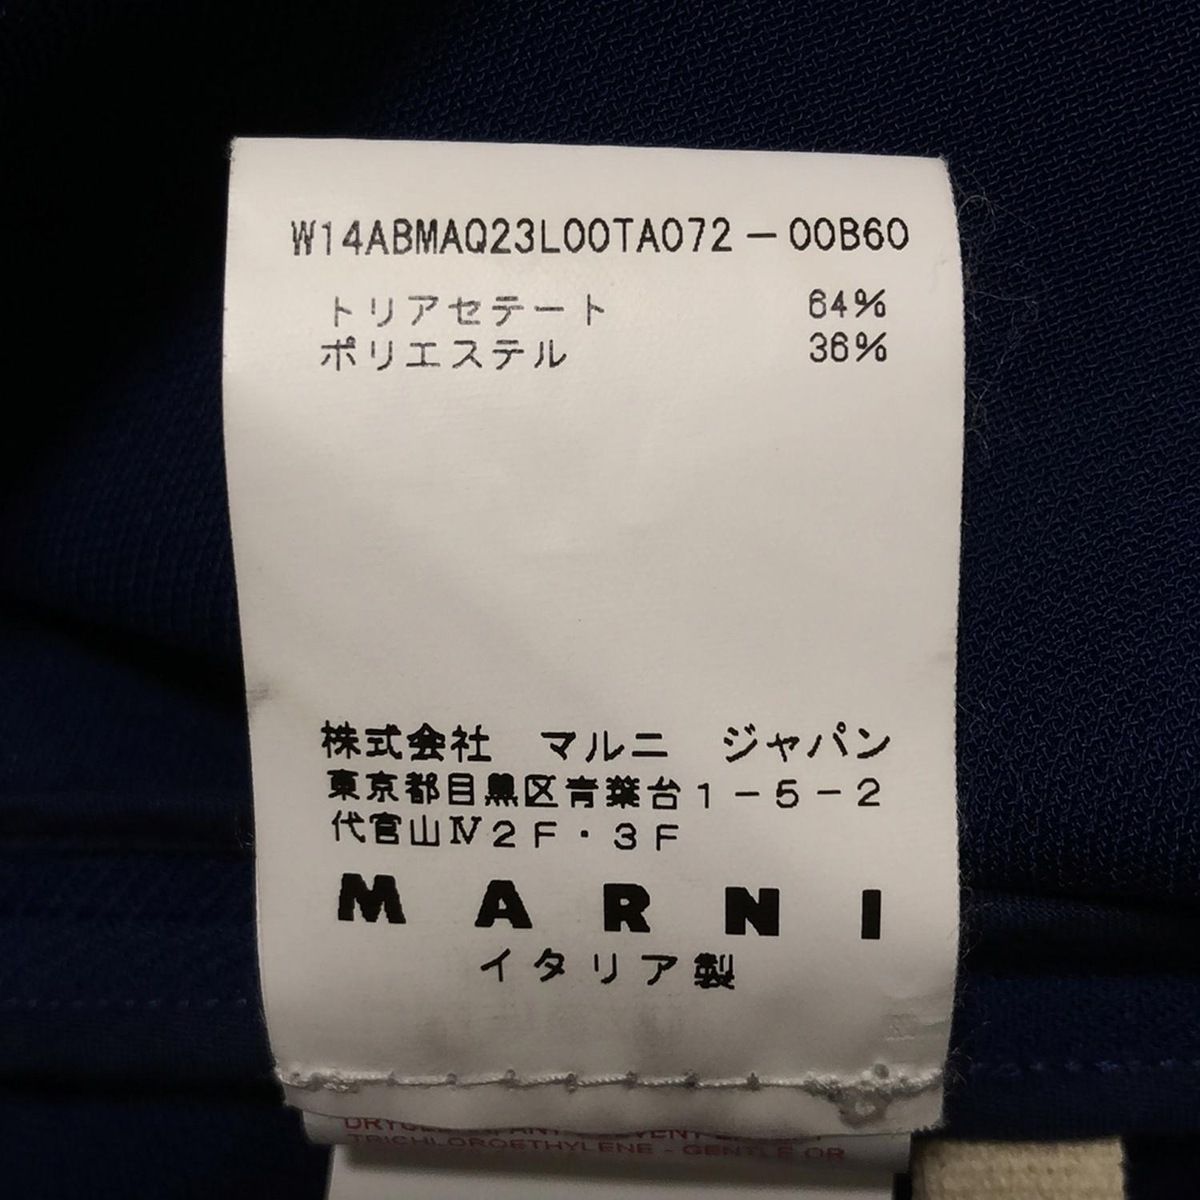 W14ABMAQ23L00TA072-00B60
トリアセテート 64%
ポリエステル 36%
株式会社 マルニ ジャパン
東京都目黒区青葉台1-5-2
代官山Ⅳ2F・3F
MARNI
イタリア製
TRICHLOROETHYLENE - GENTLE OR